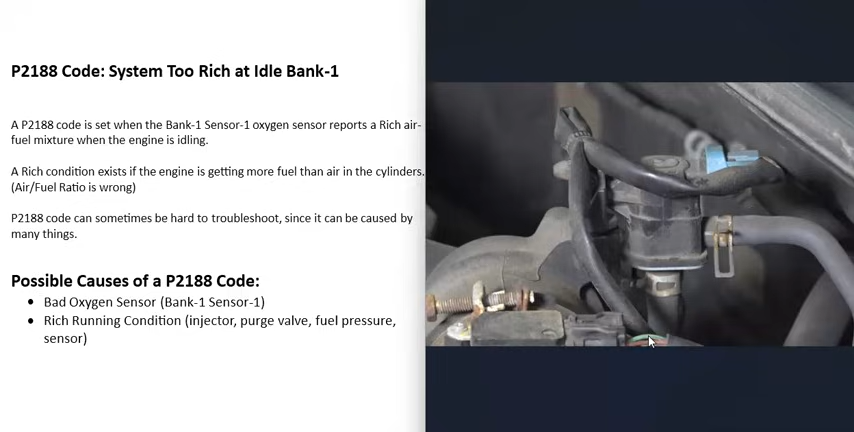 P2188 Code: System Too Rich at Idle Bank-1
A P2188 code is set when the Bank-1 Sensor-1 oxygen sensor reports a Rich air-
fuel mixture when the engine is idling.
A Rich condition exists if the engine is getting more fuel than air in the cylinders.
(Air/Fuel Ratio is wrong)
P2188 code can sometimes be hard to troubleshoot, since it can be caused by
many things.
Possible Causes of a P2188 Code:
• Bad Oxygen Sensor (Bank-1 Sensor-1)
• Rich Running Condition (injector, purge valve, fuel pressure,
sensor)